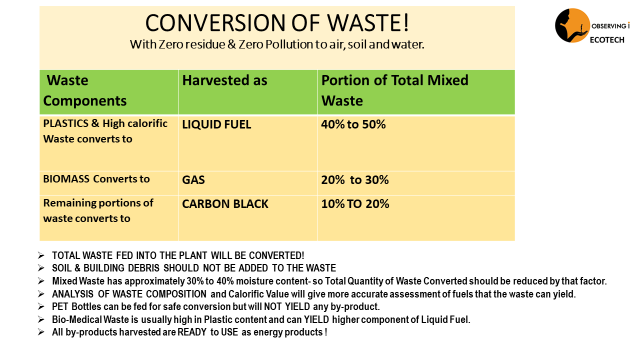 CONVERSION OF WASTE!
With Zero residue & Zero Pollution to air, soil and water.
OBSERVING i
ECOTECH
Waste Components
Harvested as
Portion of Total Mixed Waste
PLASTICS & High calorific Waste converts to
LIQUID FUEL
40% to 50%
BIOMASS Converts to
GAS
20% to 30%
Remaining portions of waste converts to
CARBON BLACK
10% TO 20%
➢ TOTAL WASTE FED INTO THE PLANT WILL BE CONVERTED!
➢ SOIL & BUILDING DEBRIS SHOULD NOT BE ADDED TO THE WASTE
➢ Mixed Waste has approximately 30% to 40% moisture content- so Total Quantity of Waste Converted should be reduced by that factor.
➢ ANALYSIS OF WASTE COMPOSITION and Calorific Value will give more accurate assessment of fuels that the waste can yield.
➢ PET Bottles can be fed for safe conversion but will NOT YIELD any by-product.
➢ Bio-Medical Waste is usually high in Plastic content and can YIELD higher component of Liquid Fuel.
➢ All by-products harvested are READY to USE as energy products !